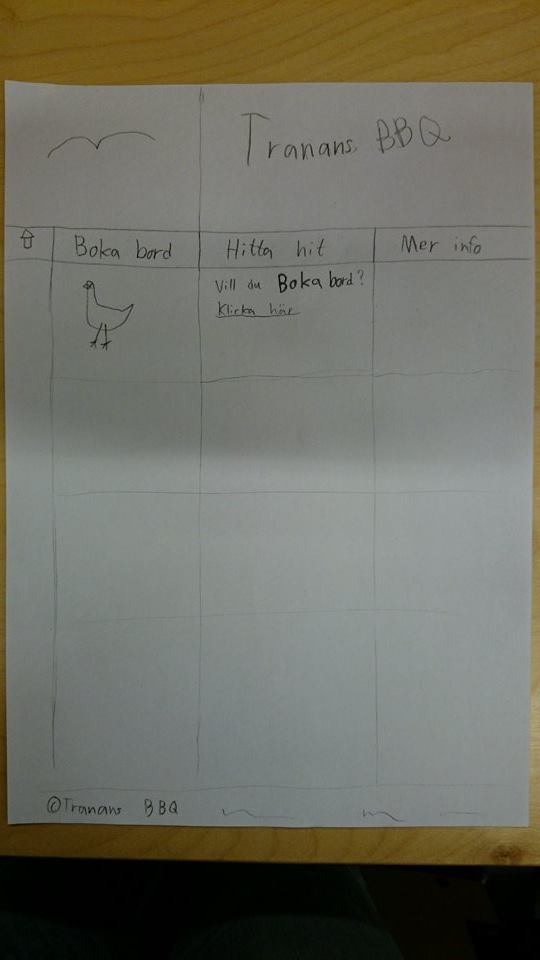 Tranans BBQ
Boka bord
Hitta hit
Mer info
Vill du Boka bord?
Klicka här
©Tranans BBQ